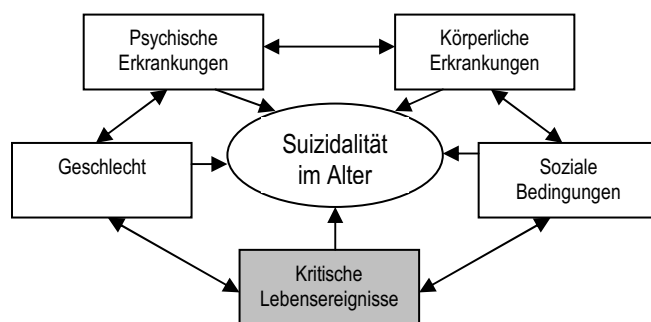 Psychische
Erkrankungen
Körperliche
Erkrankungen
Geschlecht
Suizidalität
im Alter
Soziale
Bedingungen
Kritische
Lebensereignisse